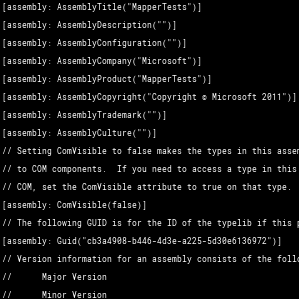 [assembly: AssemblyTitle("MapperTests")]
[assembly: AssemblyDescription("")]
[assembly: AssemblyConfiguration("")]
[assembly: AssemblyCompany("Microsoft")]
[assembly: AssemblyProduct("MapperTests")]
[assembly: AssemblyCopyright("Copyright © Microsoft 2011")]
[assembly: AssemblyTrademark("")]
[assembly: AssemblyCulture("")]
// Setting ComVisible to false makes the types in this assem
// to COM components.  If you need to access a type in this
// COM, set the ComVisible attribute to true on that type.
[assembly: ComVisible(false)]
// The following GUID is for the ID of the typelib if this p
[assembly: Guid("cb3a4908-b446-4d3e-a225-5d30e6136972")]
// Version information for an assembly consists of the follo
//      Major Version
//      Minor Version